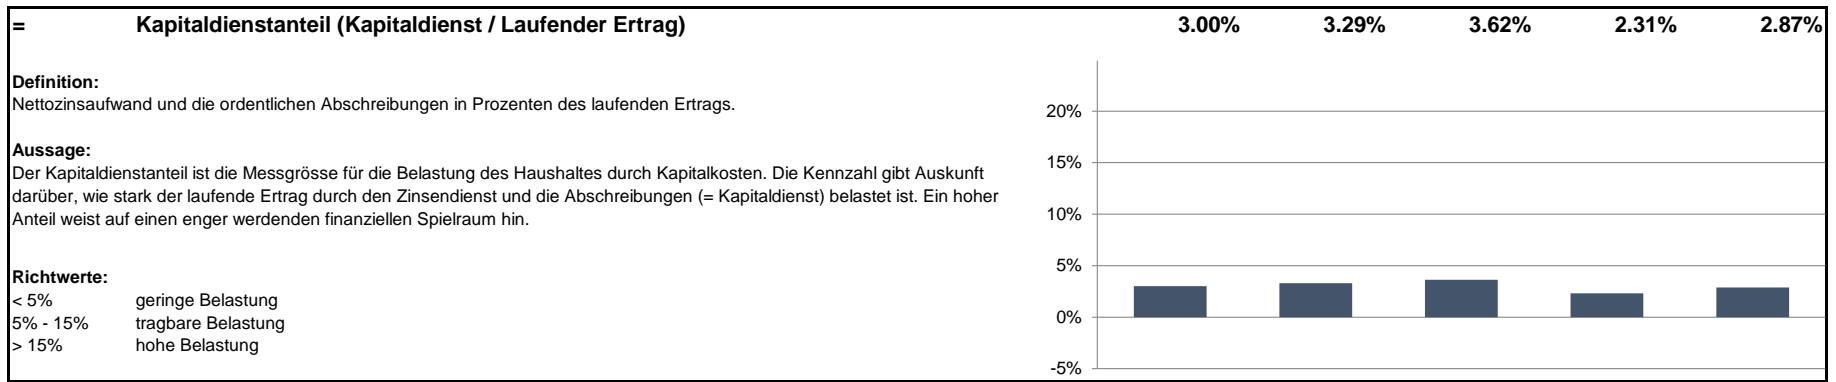 = Kapitaldienstanteil (Kapitaldienst / Laufender Ertrag) 3.00% 3.29% 3.62% 2.31% 2.87%
Definition:
Nettozinsaufwand und die ordentlichen Abschreibungen in Prozenten des laufenden Ertrags.
Aussage:
Der Kapitaldienstanteil ist die Messgrösse für die Belastung des Haushaltes durch Kapitalkosten. Die Kennzahl gibt Auskunft
darüber, wie stark der laufende Ertrag durch den Zinsendienst und die Abschreibungen (= Kapitaldienst) belastet ist. Ein hoher
Anteil weist auf einen enger werdenden finanziellen Spielraum hin.
Richtwerte:
< 5% geringe Belastung
5% - 15% tragbare Belastung
> 15% hohe Belastung
20%
15%
10%
5%
0%
-5%